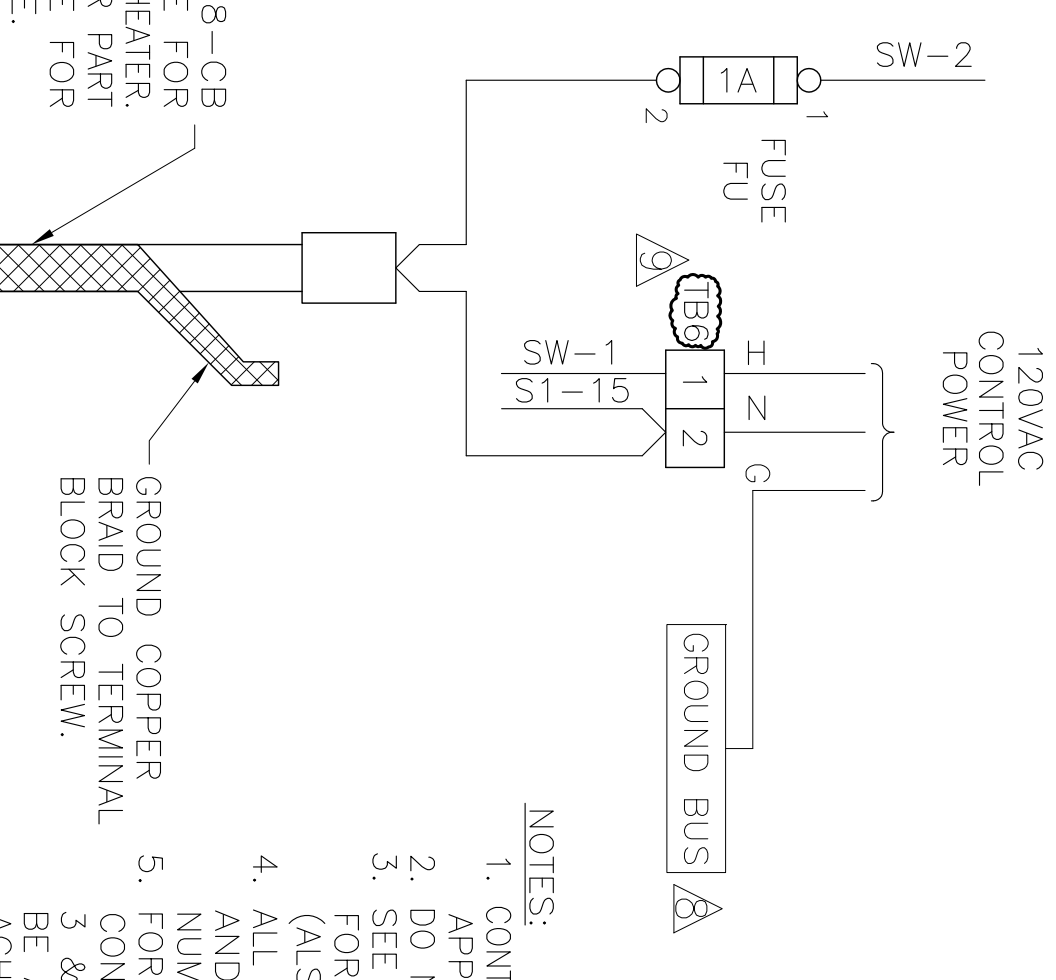 8-CB
E FOR
HEATER.
R PART
E FOR
E.
SW-2
1A
1
2
FUSE
FU
9
TB6
SW-1
S1-15
1
2
H
N
G
120VAC
CONTROL
POWER
GROUND BUS
8
GROUND COPPER
BRAID TO TERMINAL
BLOCK SCREW.
NOTES:
1. CONT
APP
2. DO N
3. SEE
FOR
(ALS
4. ALL
AND
NUM
5. FOR
CON
3 &
BE A
ACH